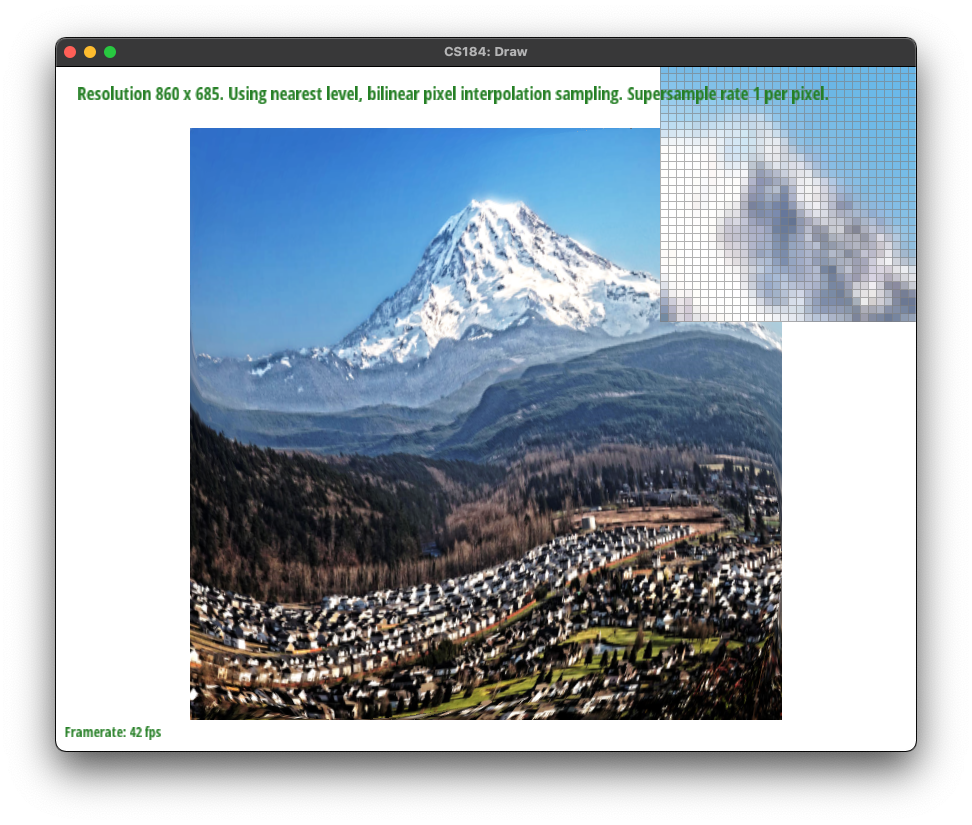 CS184: Draw
Resolution 860 x 685. Using nearest level, bilinear pixel interpolation sampling. Supersample rate 1 per pixel.
Framerate: 42 fps